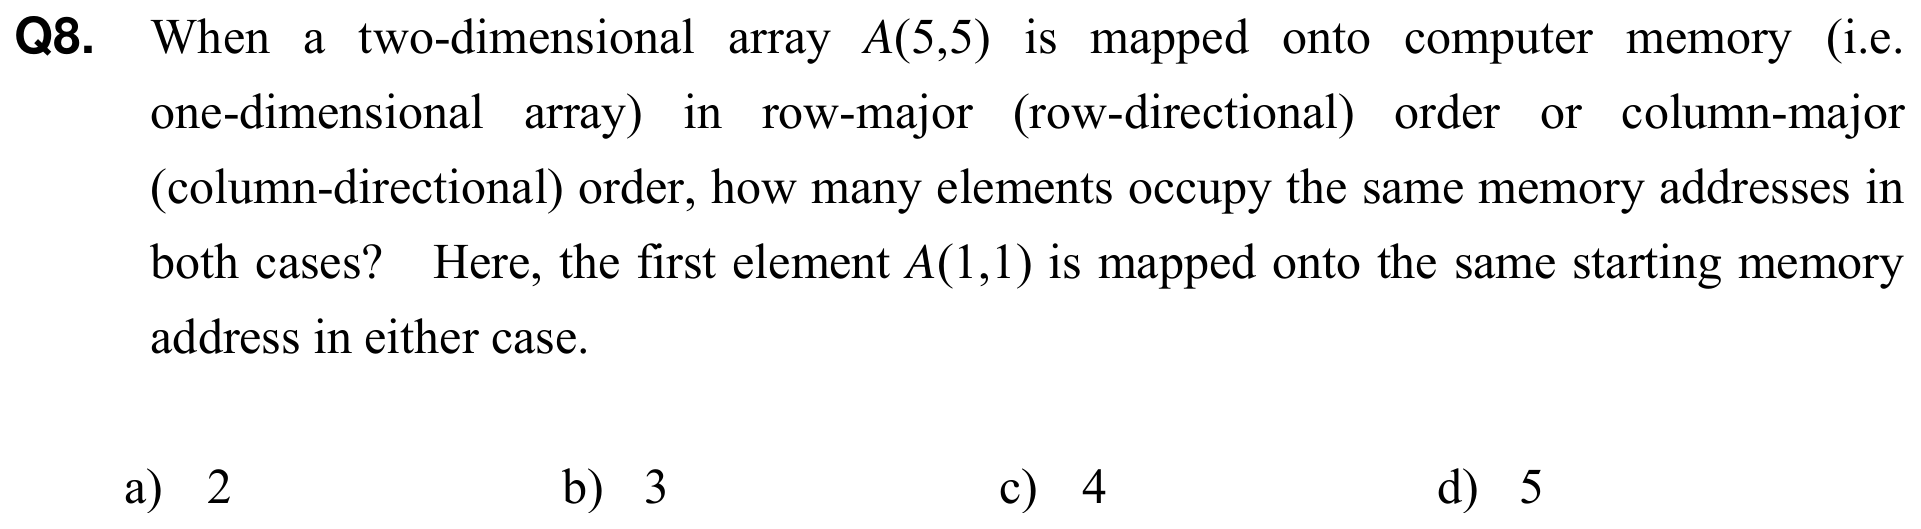 Q8. When a two-dimensional array A(5,5) is mapped onto computer memory (i.e.
one-dimensional array) in row-major (row-directional) order or column-major
(column-directional) order, how many elements occupy the same memory addresses in
both cases? Here, the first element A(1,1) is mapped onto the same starting memory
address in either case.
a) 2 b) 3 c) 4 d) 5